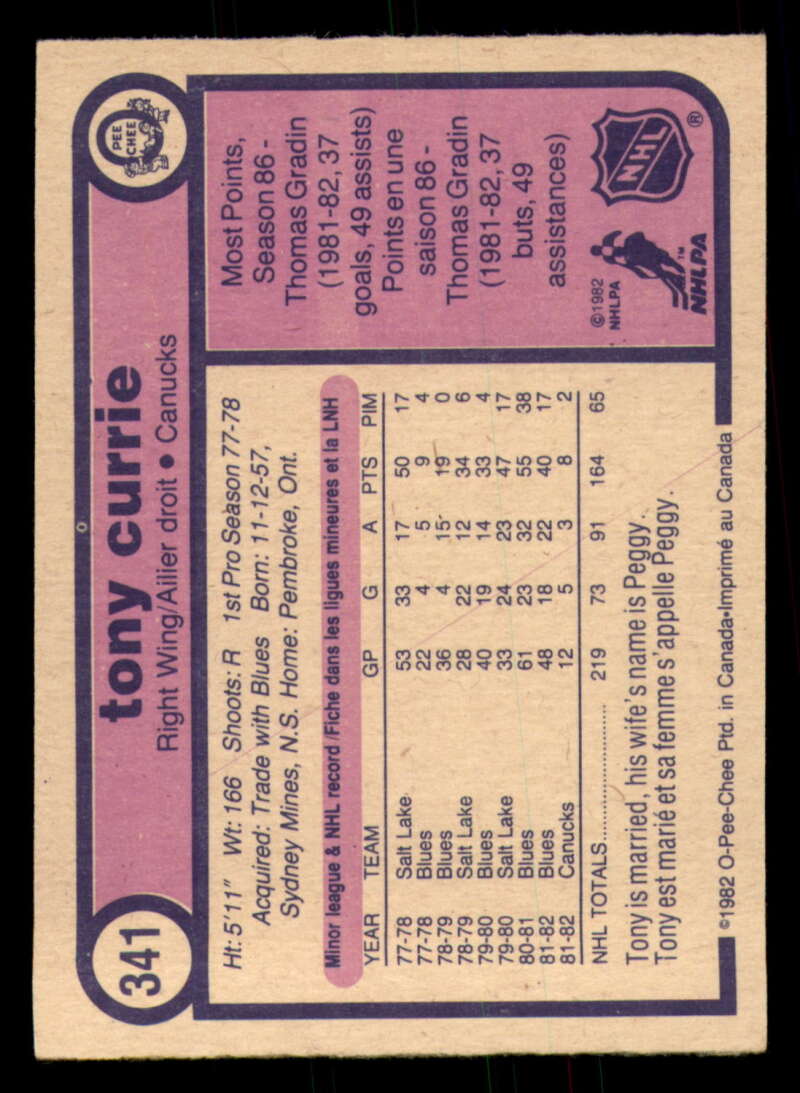 341
tony currie
Right Wing/Ailier droit • Canucks
O PEE CHEE
Ht: 5'11" Wt: 166 Shoots: R 1st Pro Season 77-78
Acquired: Trade with Blues Born: 11-12-57,
Sydney Mines, N.S. Home: Pembroke, Ont.
Minor league & NHL record/Fiche dans les ligues mineures et la LNH
YEAR TEAM GP G A PTS PIM
77-78 Salt Lake 53 33 17 50 17
77-78 Blues 22 4 5 9 4
78-79 Blues 36 4 15 19 0
78-79 Salt Lake 28 22 12 34 6
79-80 Blues 40 19 14 33 4
79-80 Salt Lake 33 24 23 47 17
80-81 Blues 61 23 32 55 38
81-82 Blues 48 18 22 40 17
81-82 Canucks 12 5 3 8 2
NHL TOTALS.................... 219 73 91 164 65
Tony is married, his wife's name is Peggy.
Tony est marié et sa femme s'appelle Peggy.
©1982 O-Pee-Chee Ptd. in Canada•Imprimé au Canada
Most Points,
Season 86 -
Thomas Gradin
(1981-82, 37
goals, 49 assists)
Points en une
saison 86 -
Thomas Gradin
(1981-82, 37
buts, 49
assistances)
©1982
NHLPA
NHLPA™
NHL ®